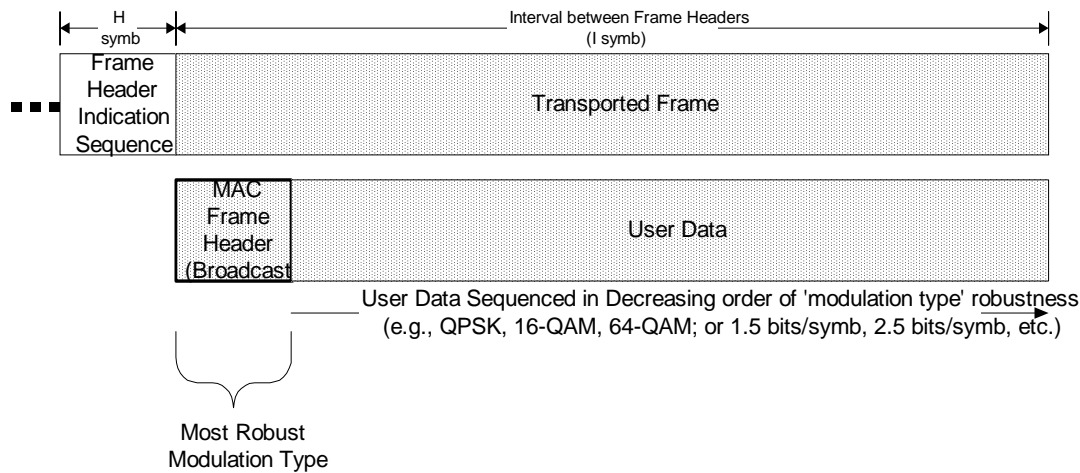 H
symb
Interval between Frame Headers
(I symb)
Frame
Header
Indication
Sequence
Transported Frame
MAC
Frame
Header
(Broadcast
User Data
User Data Sequenced in Decreasing order of 'modulation type' robustness
(e.g., QPSK, 16-QAM, 64-QAM; or 1.5 bits/symb, 2.5 bits/symb, etc.)
Most Robust
Modulation Type